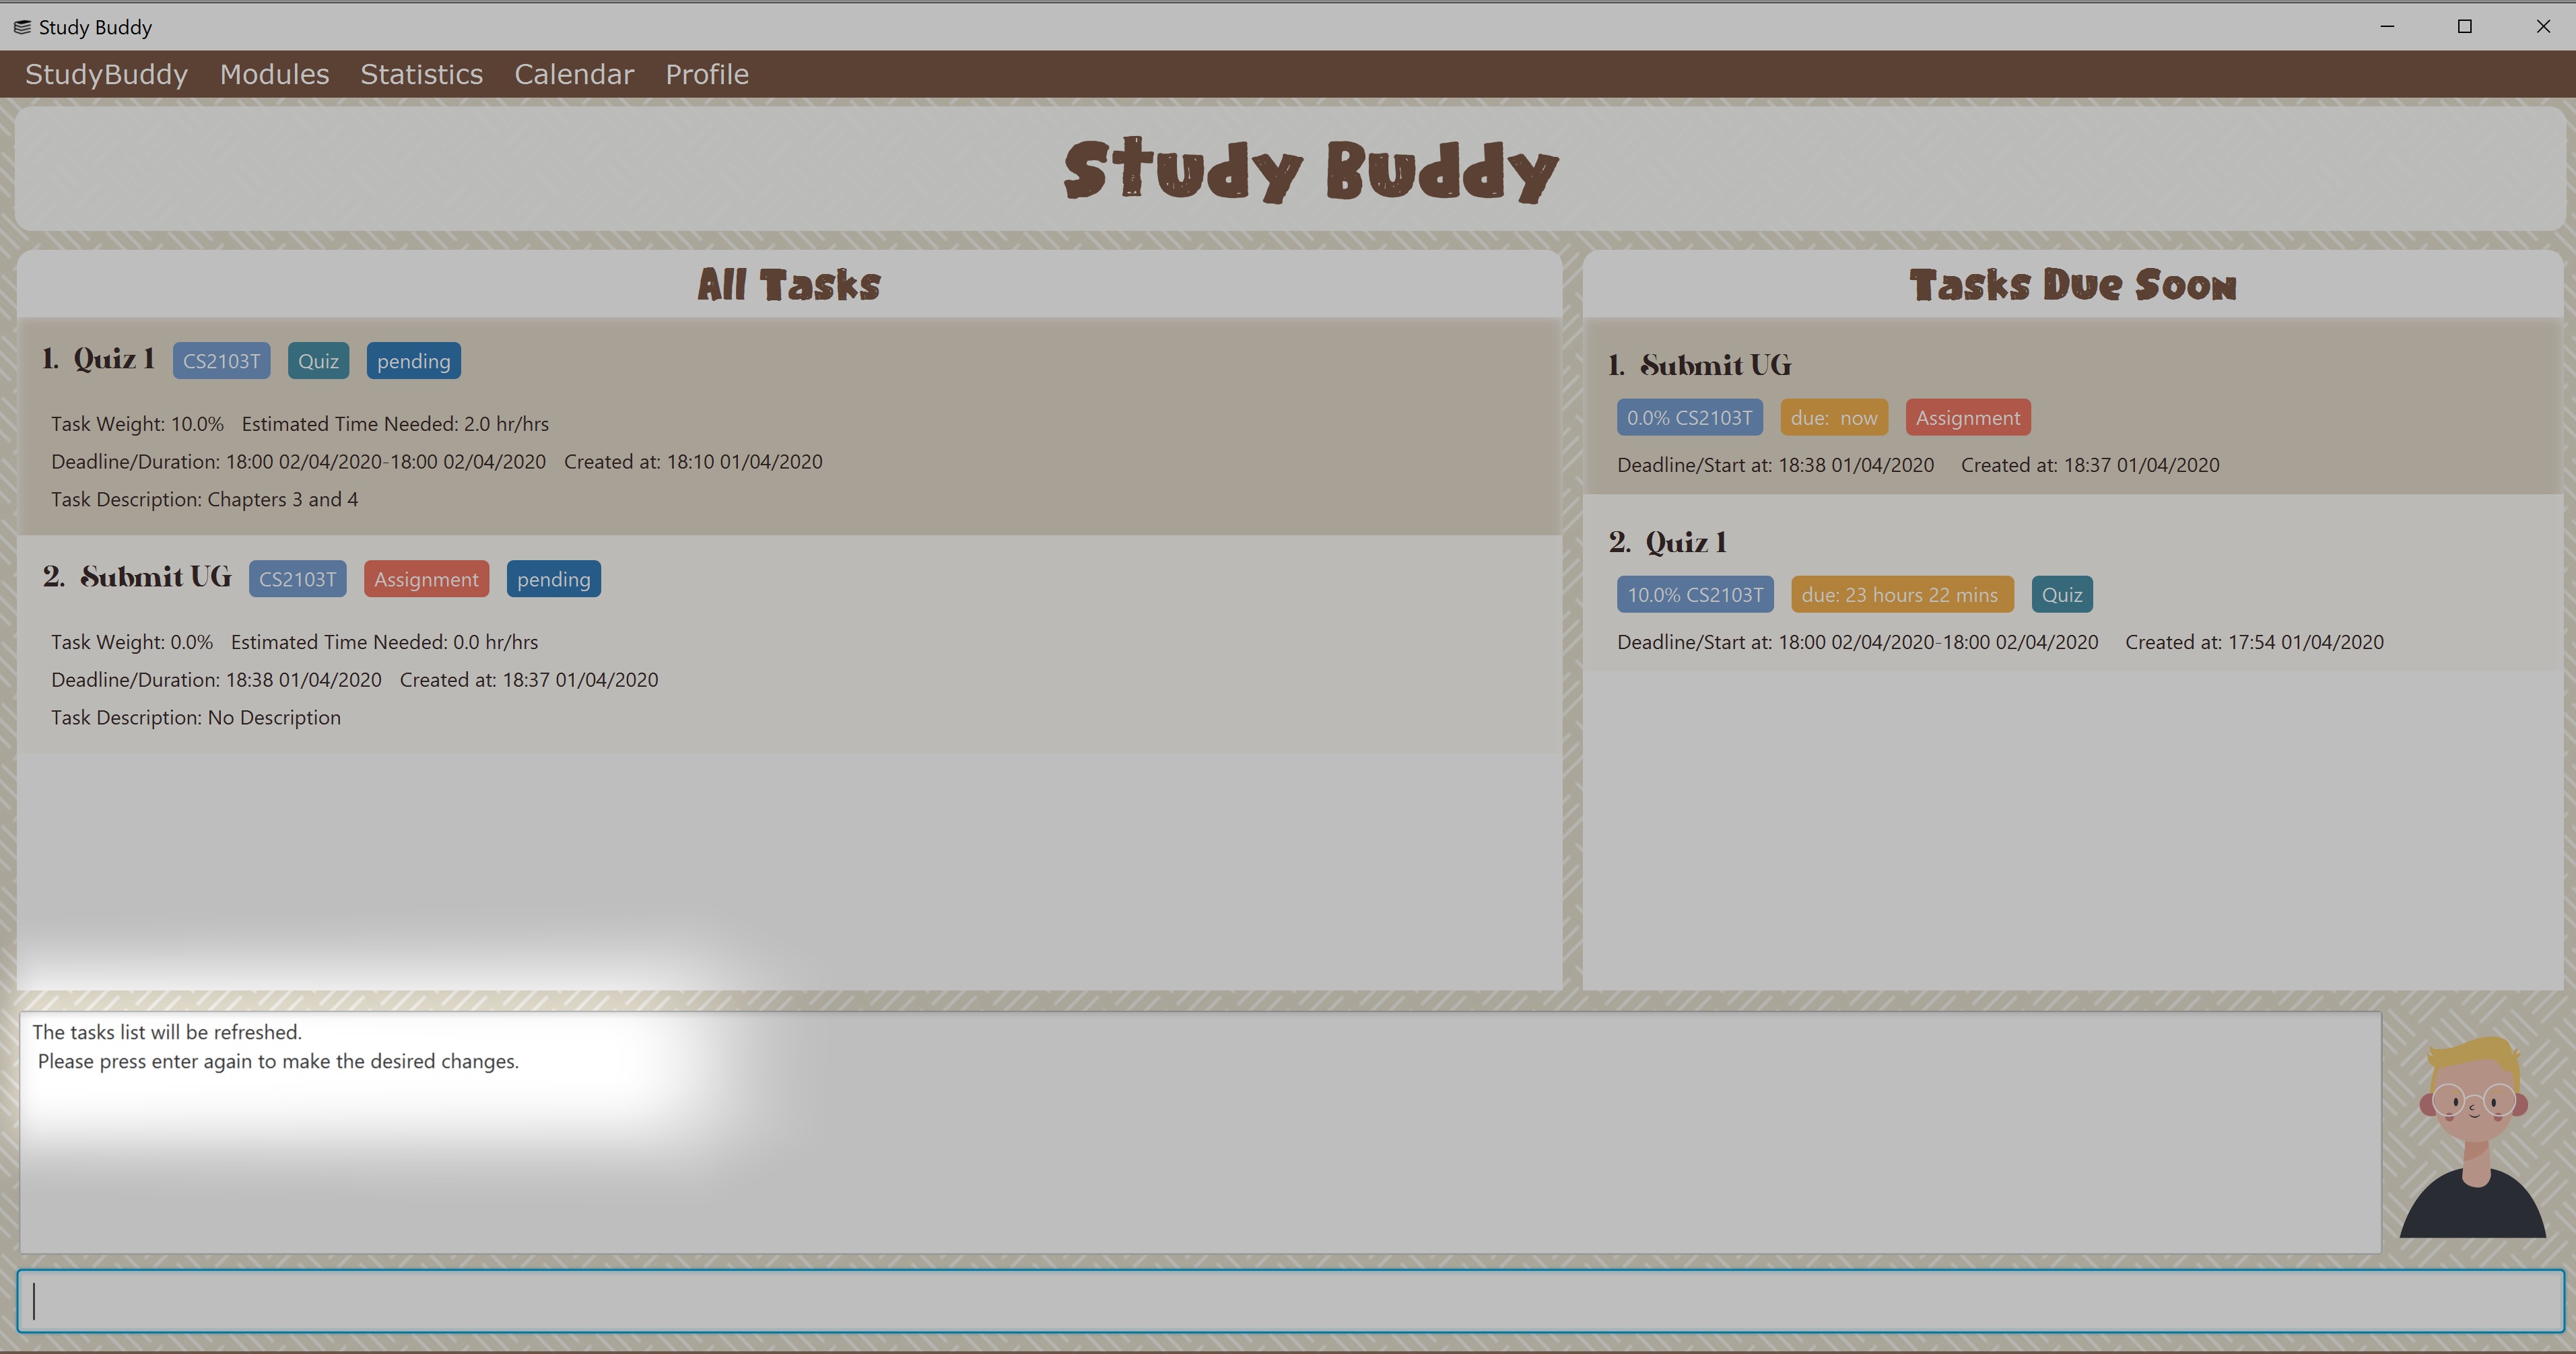 Study Buddy
StudyBuddy Modules Statistics Calendar Profile
Study Buddy
All Tasks
1. Quiz 1 CS2103T Quiz pending
Task Weight: 10.0% Estimated Time Needed: 2.0 hr/hrs
Deadline/Duration: 18:00 02/04/2020-18:00 02/04/2020 Created at: 18:10 01/04/2020
Task Description: Chapters 3 and 4
2. Submit UG CS2103T Assignment pending
Task Weight: 0.0% Estimated Time Needed: 0.0 hr/hrs
Deadline/Duration: 18:38 01/04/2020 Created at: 18:37 01/04/2020
Task Description: No Description
Tasks Due Soon
1. Submit UG
0.0% CS2103T due: now Assignment
Deadline/Start at: 18:38 01/04/2020 Created at: 18:37 01/04/2020
2. Quiz 1
10.0% CS2103T due: 23 hours 22 mins Quiz
Deadline/Start at: 18:00 02/04/2020-18:00 02/04/2020 Created at: 17:54 01/04/2020
The tasks list will be refreshed.
Please press enter again to make the desired changes.